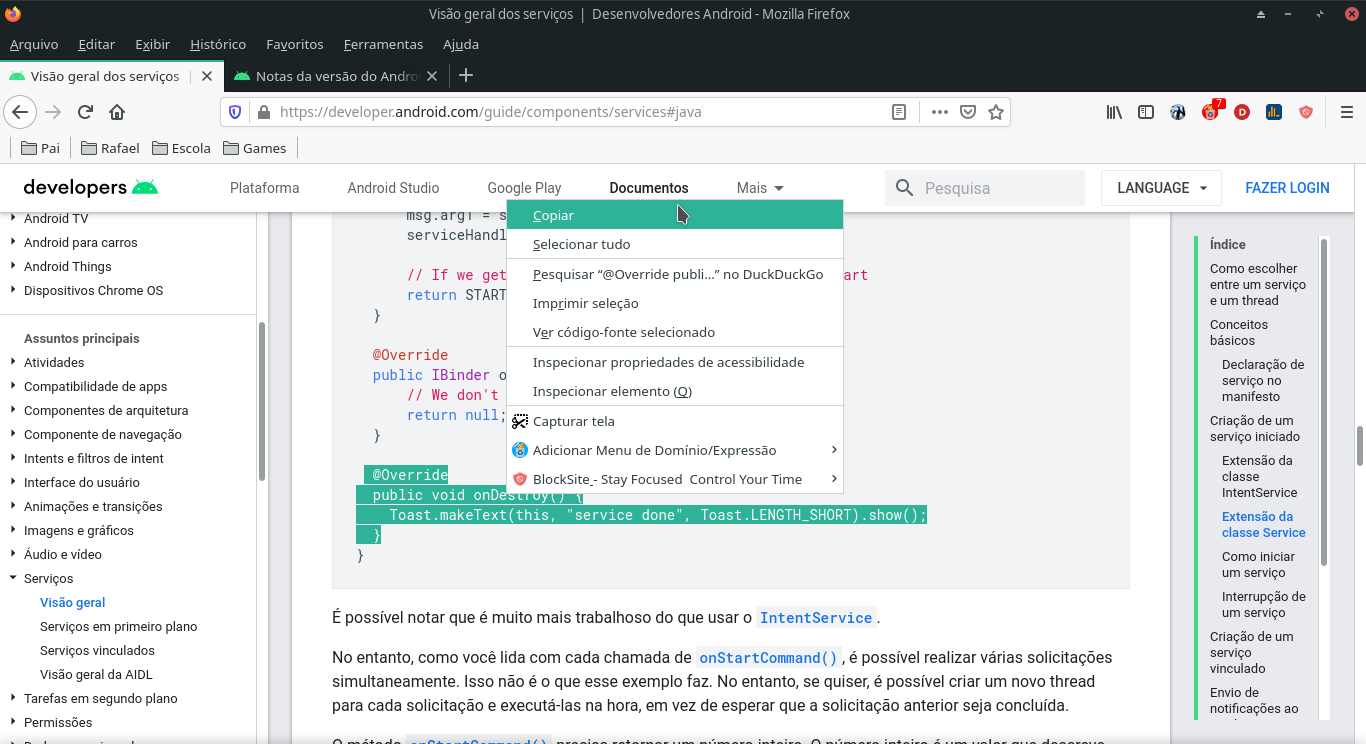 Visão geral dos serviços | Desenvolvedores Android - Mozilla Firefox
Arquivo Editar Exibir Histórico Favoritos Ferramentas Ajuda
Visão geral dos serviços Notas da versão do Andro
https://developer.android.com/guide/components/services#java
7
Pai Rafael Escola Games
developers Plataforma Android Studio Google Play Documentos Mais Pesquisa LANGUAGE FAZER LOGIN
Android TV
Android para carros
Android Things
Dispositivos Chrome OS
Assuntos principais
Atividades
Compatibilidade de apps
Componentes de arquitetura
Componente de navegação
Intents e filtros de intent
Interface do usuário
Animações e transições
Imagens e gráficos
Áudio e vídeo
Serviços
Visão geral
Serviços em primeiro plano
Serviços vinculados
Visão geral da AIDL
Tarefas em segundo plano
Permissões
msg.arg1 = s
serviceHandl
// If we get
art
return START
}
@Override
public IBinder o
// We don't
return null;
}
@Override
public void onDestroy() {
Toast.makeText(this, "service done", Toast.LENGTH_SHORT).show();
}
}
Copiar
Selecionar tudo
Pesquisar “@Override publi...” no DuckDuckGo
Imprimir seleção
Ver código-fonte selecionado
Inspecionar propriedades de acessibilidade
Inspecionar elemento (Q)
Capturar tela
Adicionar Menu de Domínio/Expressão
BlockSite - Stay Focused Control Your Time
É possível notar que é muito mais trabalhoso do que usar o IntentService.
No entanto, como você lida com cada chamada de onStartCommand(), é possível realizar várias solicitações
simultaneamente. Isso não é o que esse exemplo faz. No entanto, se quiser, é possível criar um novo thread
para cada solicitação e executá-las na hora, em vez de esperar que a solicitação anterior seja concluída.
O método onStartCommand() precisa retornar um número inteiro. O número inteiro é um valor que descreve
Índice
Como escolher
entre um serviço
e um thread
Conceitos
básicos
Declaração de
serviço no
manifesto
Criação de um
serviço iniciado
Extensão da
classe
IntentService
Extensão da
classe Service
Como iniciar
um serviço
Interrupção de
um serviço
Criação de um
serviço
vinculado
Envio de
notificações ao